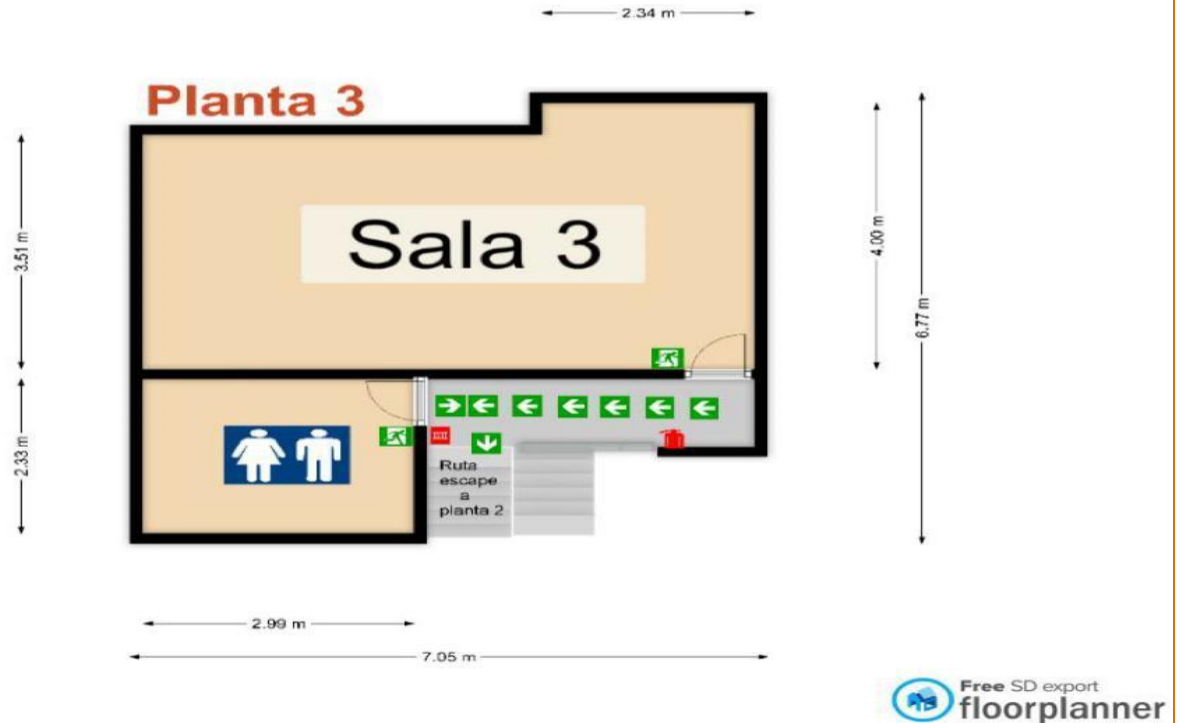 2.34 m
Planta 3
Sala 3
3.51 m
4.00 m
6.77 m
2.33 m
Ruta
escape
a
planta 2
2.99 m
7.05 m
Free SD export
floorplanner